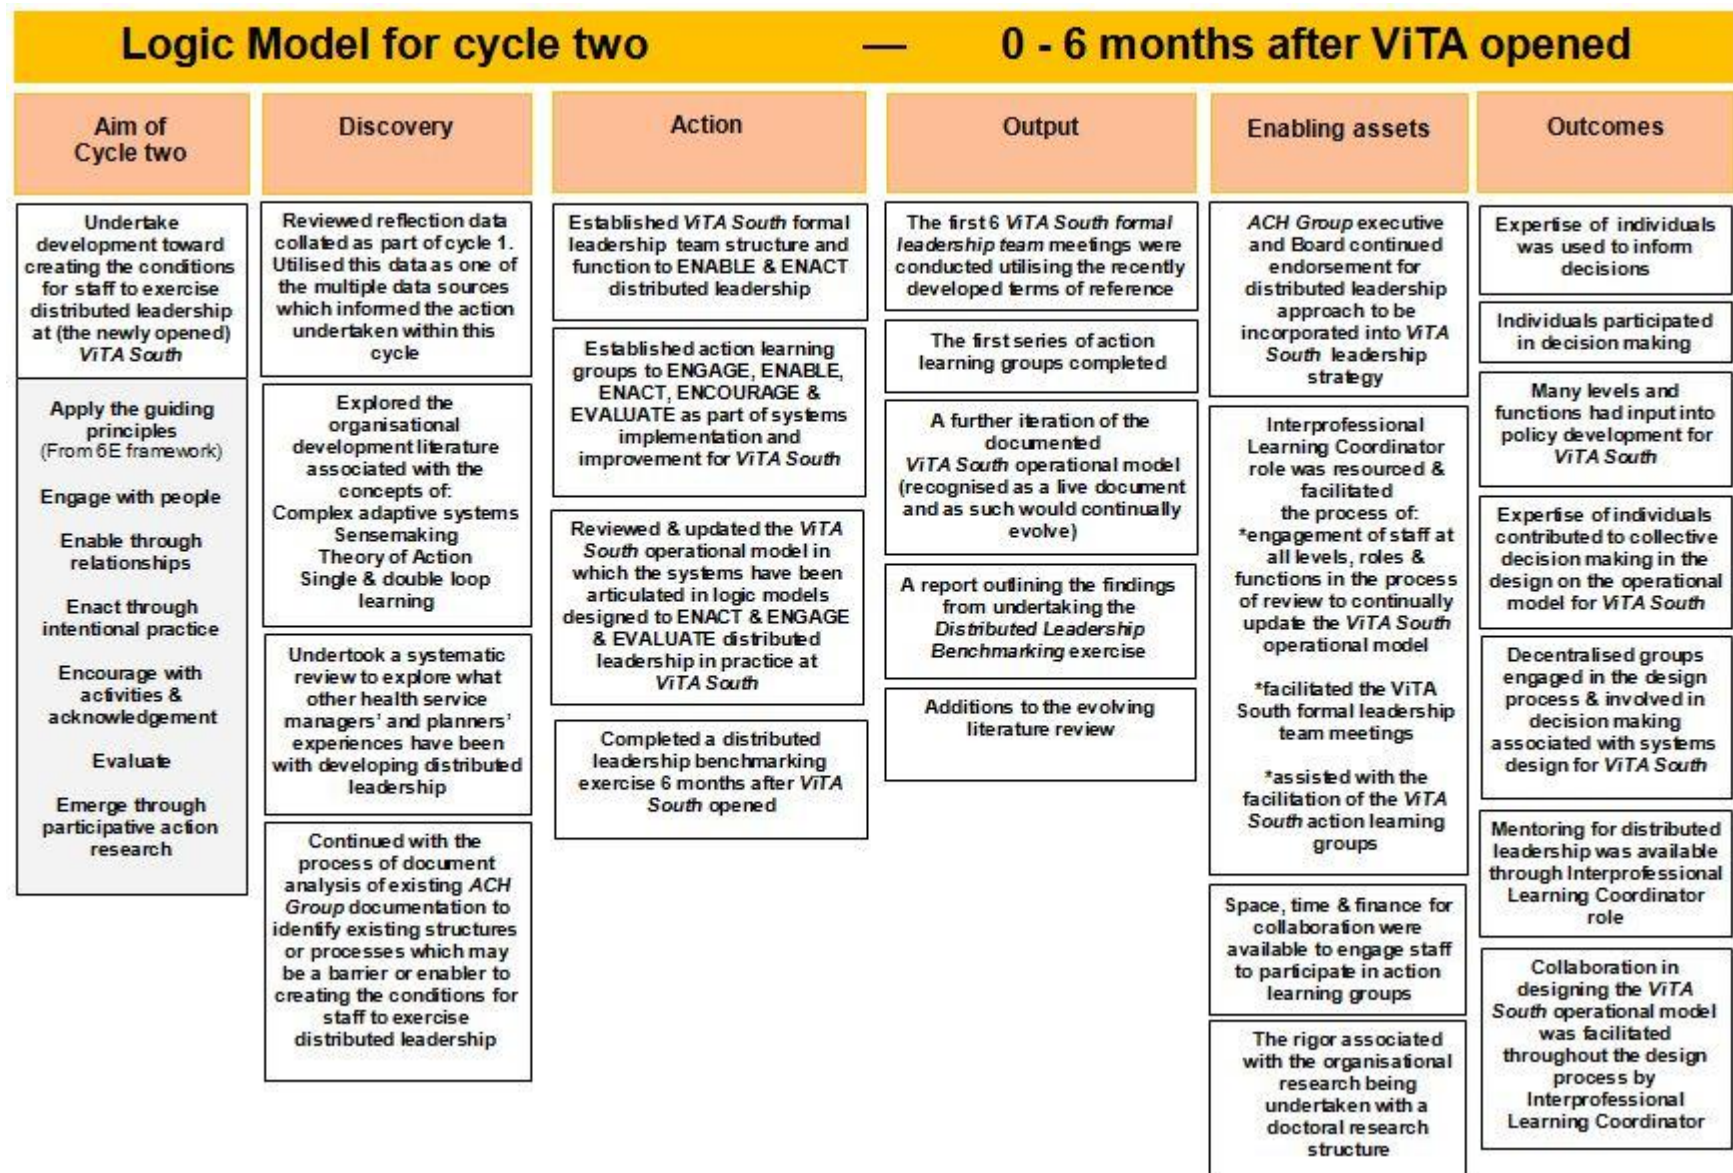 Logic Model for cycle two — 0 - 6 months after ViTA opened
Aim of
Cycle two
Undertake
development toward
creating the conditions
for staff to exercise
distributed leadership
at (the newly opened)
ViTA South
Apply the guiding
principles
(From 6E framework)
Engage with people
Enable through
relationships
Enact through
intentional practice
Encourage with
activities &
acknowledgement
Evaluate
Emerge through
participative action
research
Discovery
Reviewed reflection data
collated as part of cycle 1.
Utilised this data as one of
the multiple data sources
which informed the action
undertaken within this
cycle
Explored the
organisational
development literature
associated with the
concepts of:
Complex adaptive systems
Sensemaking
Theory of Action
Single & double loop
learning
Undertook a systematic
review to explore what
other health service
managers’ and planners’
experiences have been
with developing distributed
leadership
Continued with the
process of document
analysis of existing ACH
Group documentation to
identify existing structures
or processes which may
be a barrier or enabler to
creating the conditions for
staff to exercise
distributed leadership
Action
Established ViTA South formal
leadership team structure and
function to ENABLE & ENACT
distributed leadership
Established action learning
groups to ENGAGE, ENABLE,
ENACT, ENCOURAGE &
EVALUATE as part of systems
implementation and
improvement for ViTA South
Reviewed & updated the ViTA
South operational model in
which the systems have been
articulated in logic models
designed to ENACT & ENGAGE
& EVALUATE distributed
leadership in practice at
ViTA South
Completed a distributed
leadership benchmarking
exercise 6 months after ViTA
South opened
Output
The first 6 ViTA South formal
leadership team meetings were
conducted utilising the recently
developed terms of reference
The first series of action
learning groups completed
A further iteration of the
documented
ViTA South operational model
(recognised as a live document
and as such would continually
evolve)
A report outlining the findings
from undertaking the
Distributed Leadership
Benchmarking exercise
Additions to the evolving
literature review
Enabling assets
ACH Group executive
and Board continued
endorsement for
distributed leadership
approach to be
incorporated into ViTA
South leadership
strategy
Interprofessional
Learning Coordinator
role was resourced &
facilitated
the process of:
*engagement of staff at
all levels, roles &
functions in the process
of review to continually
update the ViTA South
operational model
*facilitated the ViTA
South formal leadership
team meetings
*assisted with the
facilitation of the ViTA
South action learning
groups
Space, time & finance for
collaboration were
available to engage staff
to participate in action
learning groups
The rigor associated
with the organisational
research being
undertaken with a
doctoral research
structure
Outcomes
Expertise of individuals
was used to inform
decisions
Individuals participated
in decision making
Many levels and
functions had input into
policy development for
ViTA South
Expertise of individuals
contributed to collective
decision making in the
design on the operational
model for ViTA South
Decentralised groups
engaged in the design
process & involved in
decision making
associated with systems
design for ViTA South
Mentoring for distributed
leadership was available
through Interprofessional
Learning Coordinator
role
Collaboration in
designing the ViTA
South operational model
was facilitated
throughout the design
process by
Interprofessional
Learning Coordinator